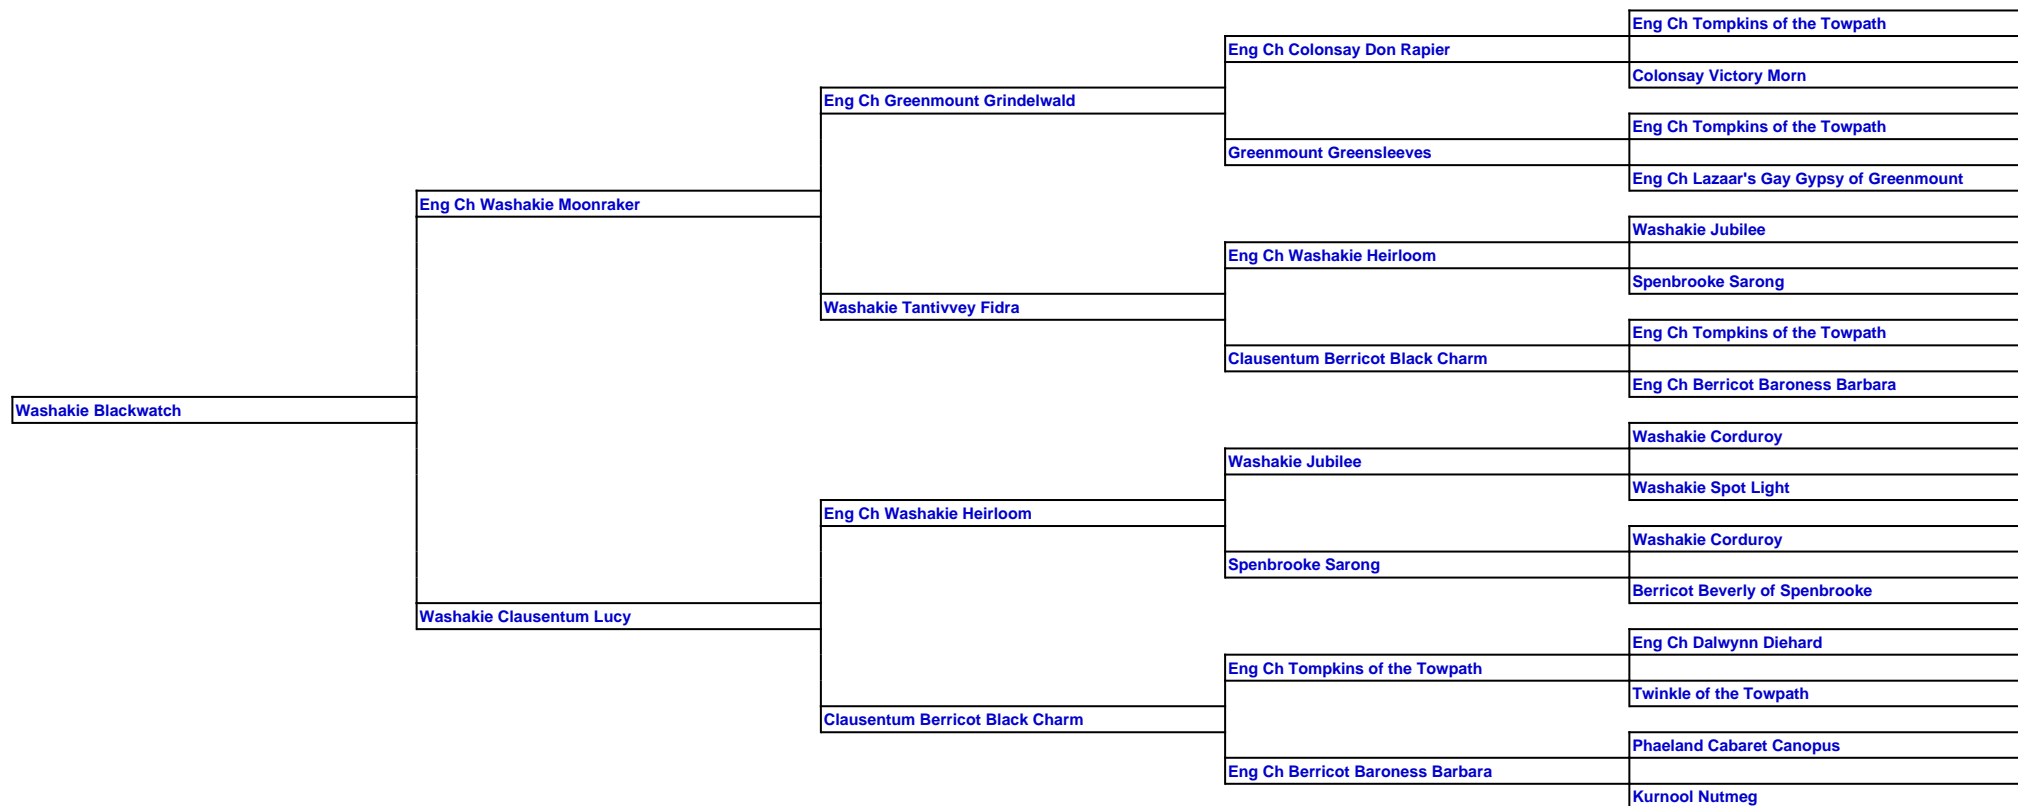 Eng Ch Tompkins of the Towpath
Eng Ch Colonsay Don Rapier
Colonsay Victory Morn
Eng Ch Greenmount Grindelwald
Eng Ch Tompkins of the Towpath
Greenmount Greensleeves
Eng Ch Lazaar's Gay Gypsy of Greenmount
Eng Ch Washakie Moonraker
Washakie Jubilee
Eng Ch Washakie Heirloom
Spenbrooke Sarong
Washakie Tantivvey Fidra
Eng Ch Tompkins of the Towpath
Clausentum Berricot Black Charm
Eng Ch Berricot Baroness Barbara
Washakie Blackwatch
Washakie Corduroy
Washakie Jubilee
Washakie Spot Light
Eng Ch Washakie Heirloom
Washakie Corduroy
Spenbrooke Sarong
Berricot Beverly of Spenbrooke
Washakie Clausentum Lucy
Eng Ch Dalwynn Diehard
Eng Ch Tompkins of the Towpath
Twinkle of the Towpath
Clausentum Berricot Black Charm
Phaeland Cabaret Canopus
Eng Ch Berricot Baroness Barbara
Kurnool Nutmeg